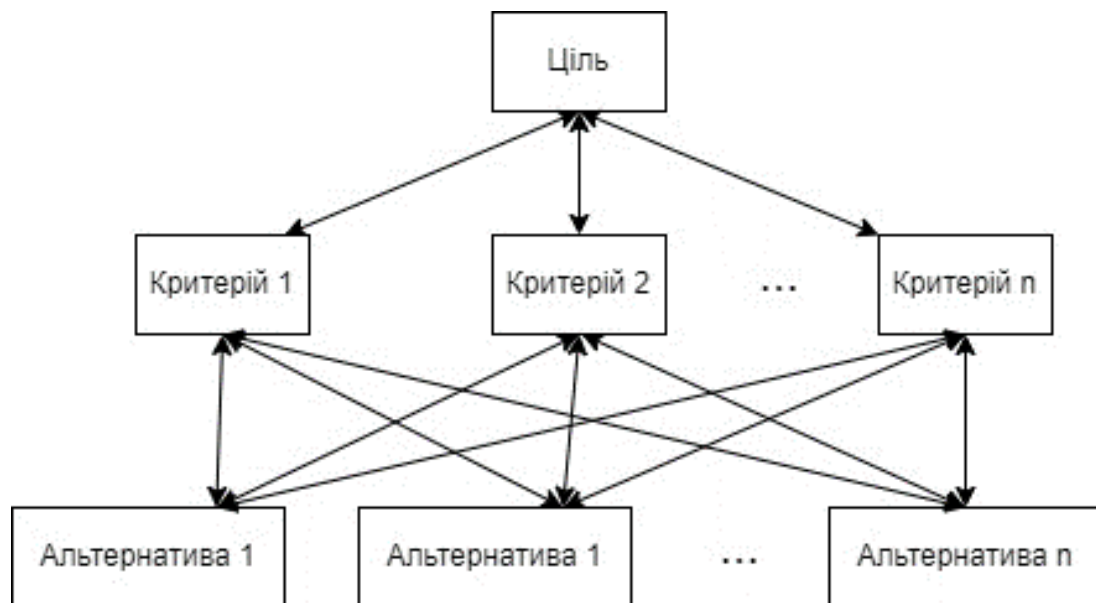 Ціль
Критерій 1
Критерій 2
...
Критерій n
Альтернатива 1
Альтернатива 1
...
Альтернатива n